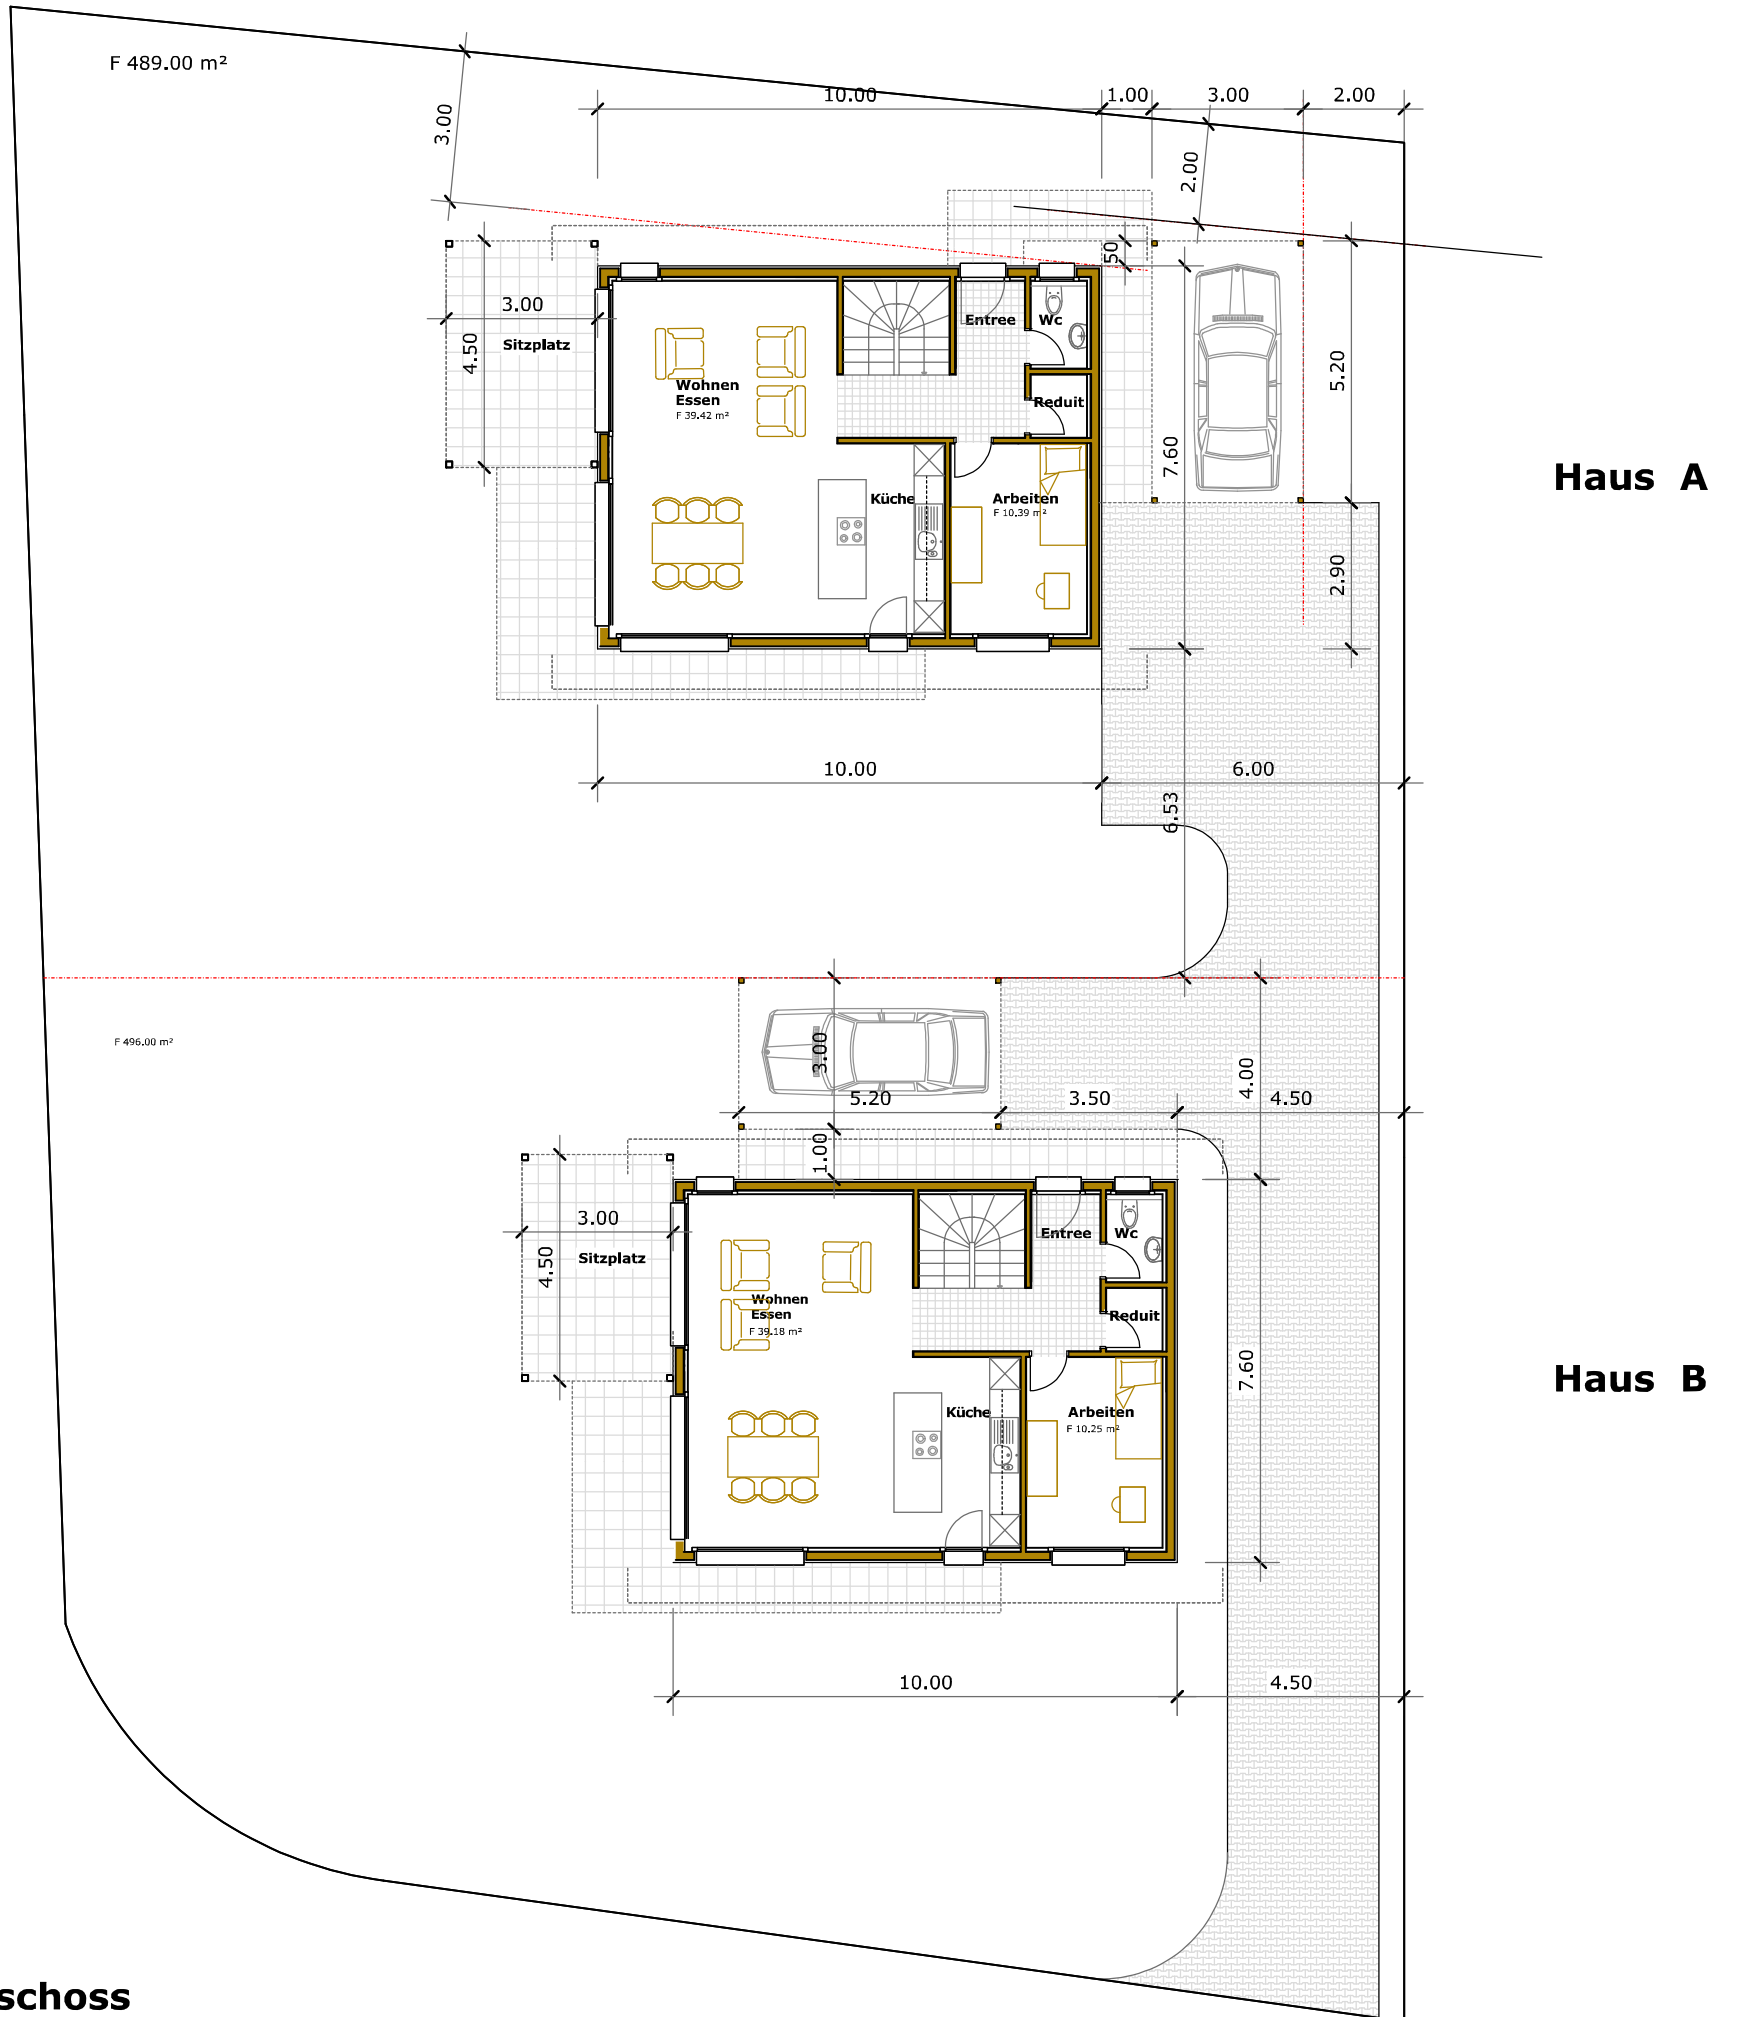 F 489.00 m²
10.00
1.00
3.00
2.00
3.00
2.00
50
3.00
4.50
Sitzplatz
Entree
Wc
Wohnen
Essen
F 39.42 m²
Reduit
5.20
7.60
Küche
Arbeiten
F 10.39 m²
Haus A
2.90
10.00
6.00
6.53
F 496.00 m²
3.00
5.20
3.50
4.00
4.50
1.00
3.00
4.50
Sitzplatz
Entree
Wc
Wohnen
Essen
F 39.18 m²
Reduit
7.60
Küche
Arbeiten
F 10.25 m²
Haus B
10.00
4.50
schoss